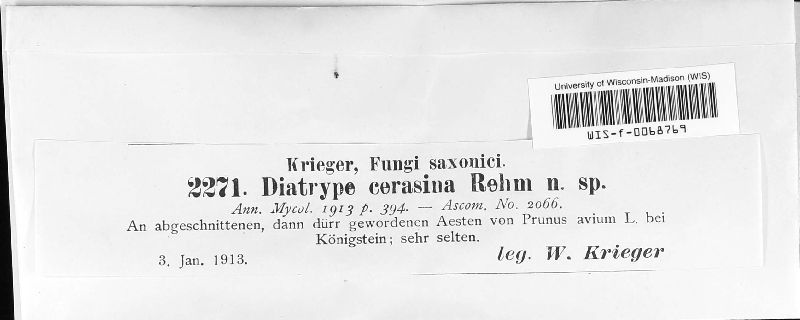 University of Wisconsin-Madison (WIS)
WIS-f-0068769
Krieger, Fungi saxonici.
2271. Diatrype cerasina Rehm n. sp.
Ann. Mycol. 1913 p. 394. — Ascom. No. 2066.
An abgeschnittenen, dann dürr gewordenen Aesten von Prunus avium L. bei
Königstein; sehr selten.
3. Jan. 1913.
leg. W. Krieger